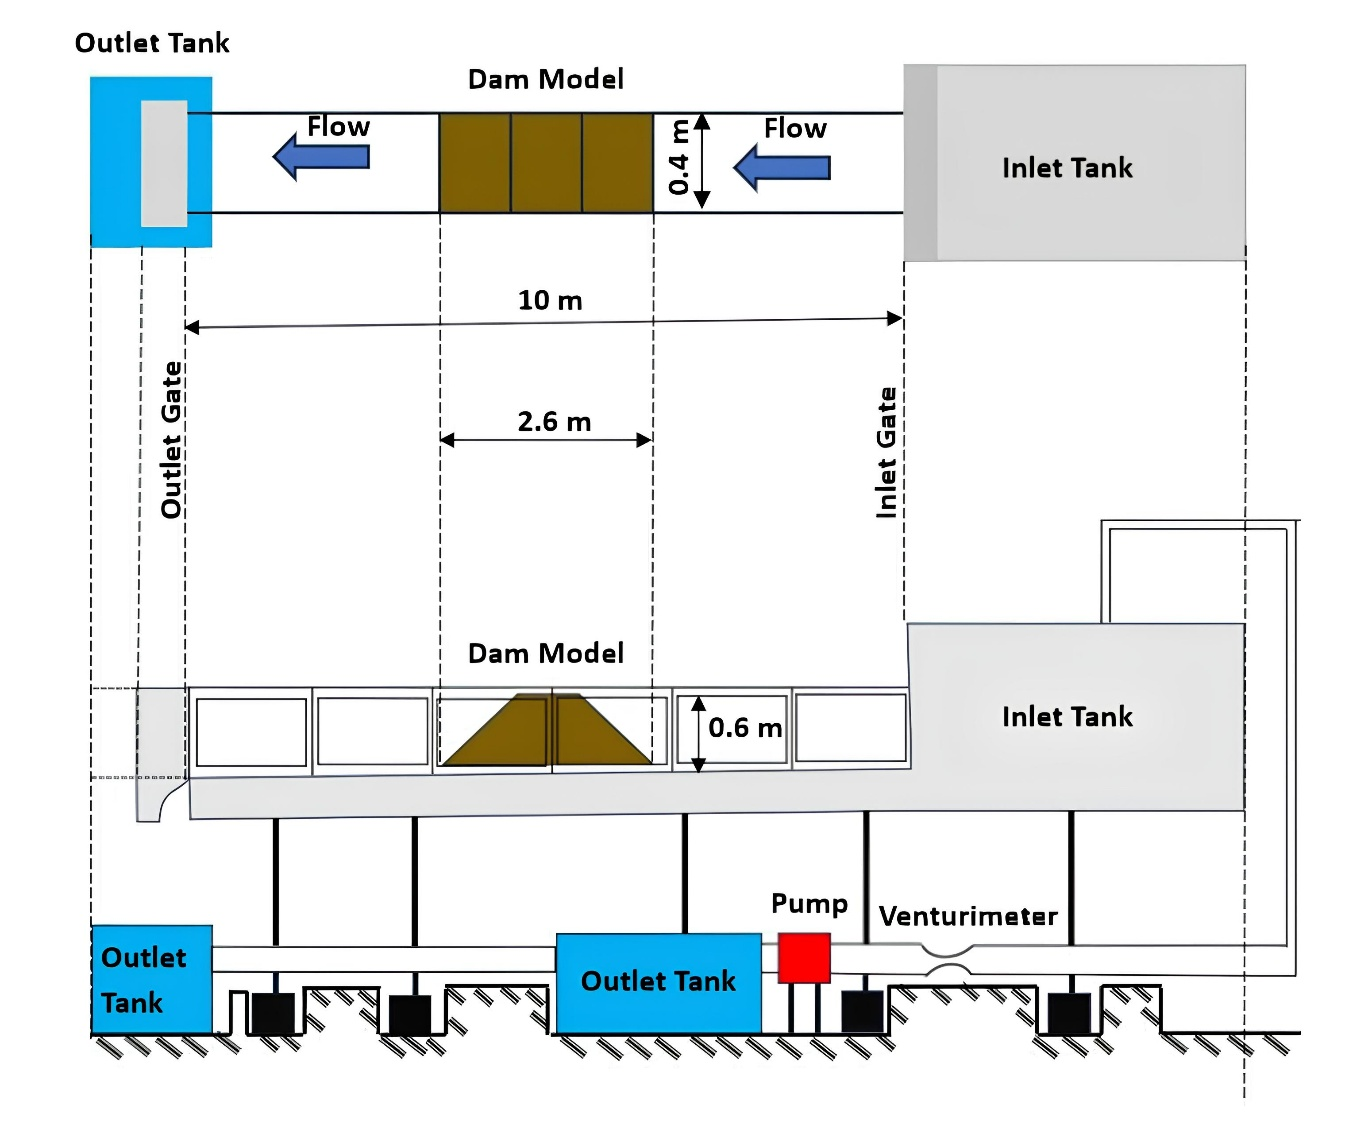 Outlet Tank
Dam Model
Flow
0.4 m
Flow
Inlet Tank
10 m
Outlet Gate
2.6 m
Inlet Gate
Dam Model
0.6 m
Inlet Tank
Pump
Venturimeter
Outlet
Tank
Outlet Tank